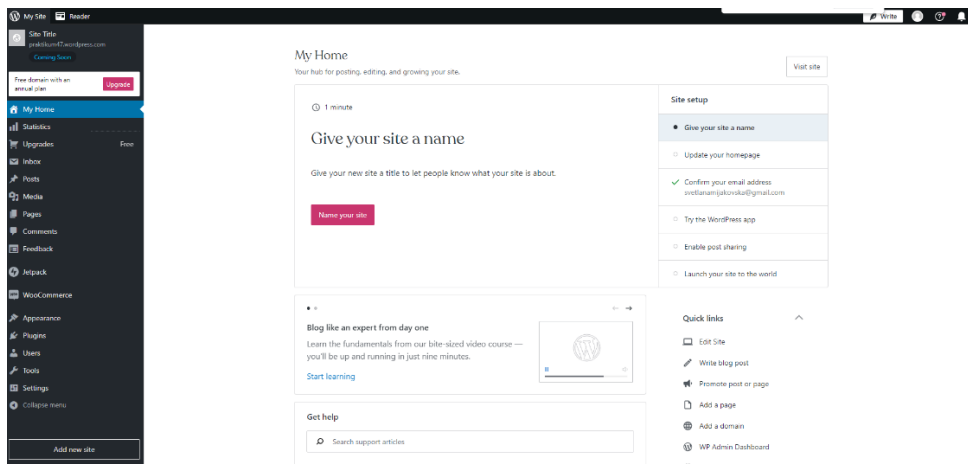 My Site Reader
Write
Site Title
praktikum47.wordpress.com
Coming Soon
Free domain with an
annual plan
Upgrade
My Home
Statistics
Upgrades Free
Inbox
Posts
Media
Pages
Comments
Feedback
Jetpack
WooCommerce
Appearance
Plugins
Users
Tools
Settings
Collapse menu
Add new site
My Home
Your hub for posting, editing, and growing your site.
Visit site
1 minute
Give your site a name
Give your new site a title to let people know what your site is about.
Name your site
Site setup
Give your site a name
Update your homepage
Confirm your email address
svetlanamijakovska@gmail.com
Try the WordPress app
Enable post sharing
Launch your site to the world
Blog like an expert from day one
Learn the fundamentals from our bite-sized video course —
you'll be up and running in just nine minutes.
Start learning
Get help
Search support articles
Quick links
Edit Site
Write blog post
Promote post or page
Add a page
Add a domain
WP Admin Dashboard